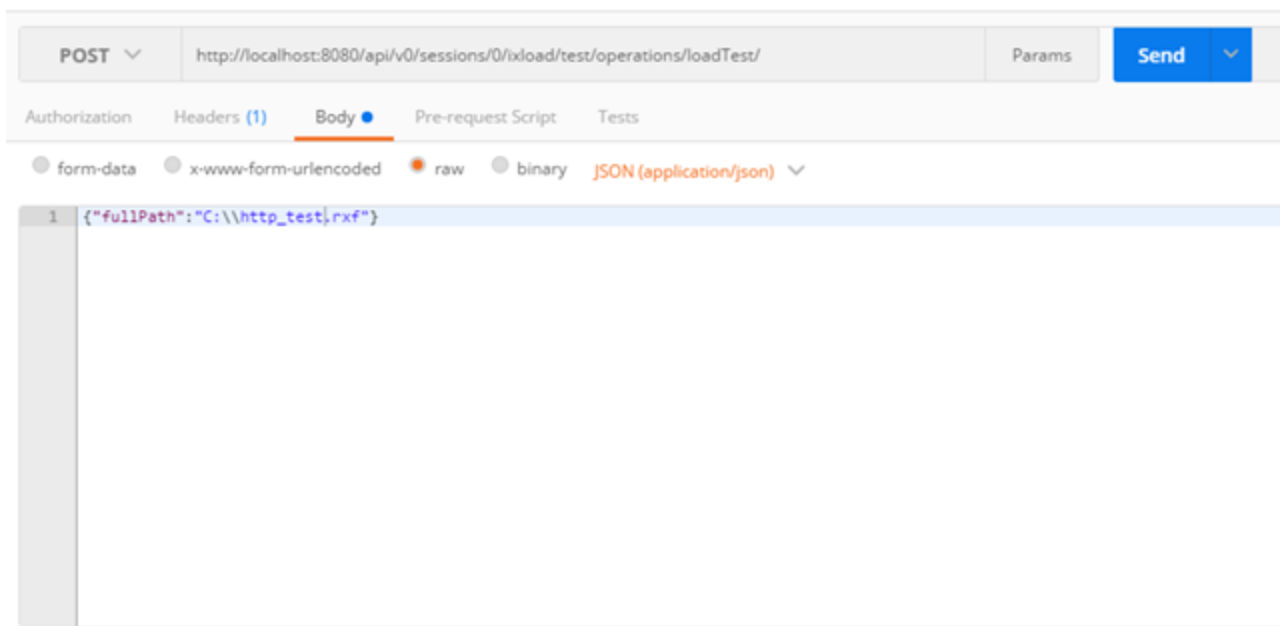 POST http://localhost:8080/api/v0/sessions/0/ixload/test/operations/loadTest/ Params Send
Authorization Headers (1) Body Pre-request Script Tests
form-data x-www-form-urlencoded raw binary JSON (application/json)
1 {"fullPath":"C:\\http_test.rxf"}